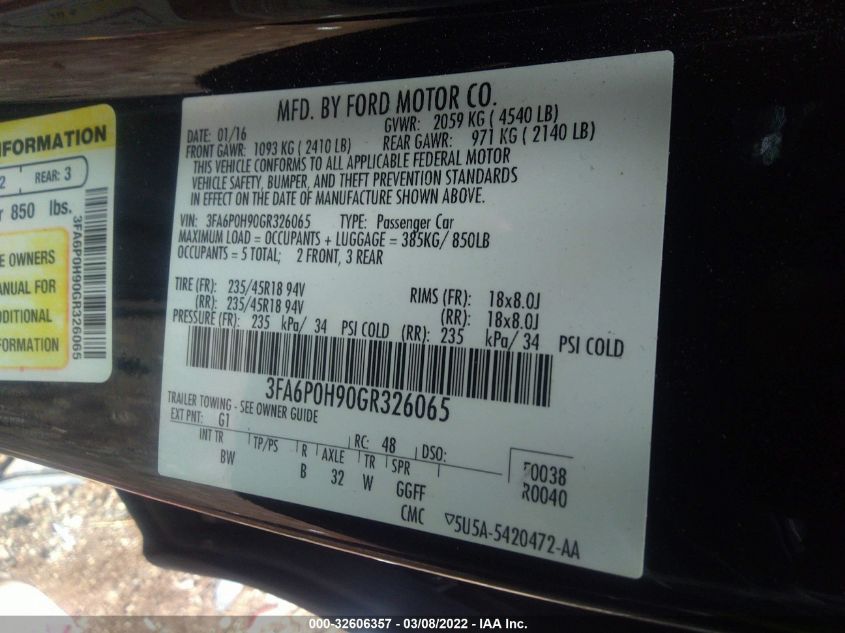 NFORMATION
2
REAR: 3
850 lbs.
E OWNERS
ANUAL FOR
DDITIONAL
FORMATION
3FA6P0H90GR326065
MFD. BY FORD MOTOR CO.
DATE: 01/16 GVWR: 2059 KG ( 4540 LB)
FRONT GAWR: 1093 KG ( 2410 LB) REAR GAWR: 971 KG ( 2140 LB)
THIS VEHICLE CONFORMS TO ALL APPLICABLE FEDERAL MOTOR
VEHICLE SAFETY, BUMPER, AND THEFT PREVENTION STANDARDS
IN EFFECT ON THE DATE OF MANUFACTURE SHOWN ABOVE.
VIN: 3FA6P0H90GR326065 TYPE: Passenger Car
MAXIMUM LOAD = OCCUPANTS + LUGGAGE = 385KG/ 850LB
OCCUPANTS = 5 TOTAL; 2 FRONT, 3 REAR
TIRE (FR): 235/45R18 94V RIMS (FR): 18x8.0J
(RR): 235/45R18 94V (RR): 18x8.0J
PRESSURE (FR): 235 kPa/ 34 PSI COLD (RR): 235 kPa/ 34 PSI COLD
3FA6P0H90GR326065
TRAILER TOWING - SEE OWNER GUIDE
EXT PNT: G1 RC: 48 DSO:
INT TR TP/PS R AXLE TR SPR
BW B 32 W GGFF
F0038
R0040
CMC ▽5U5A-5420472-AA
000-32606357 - 03/08/2022 - IAA Inc.